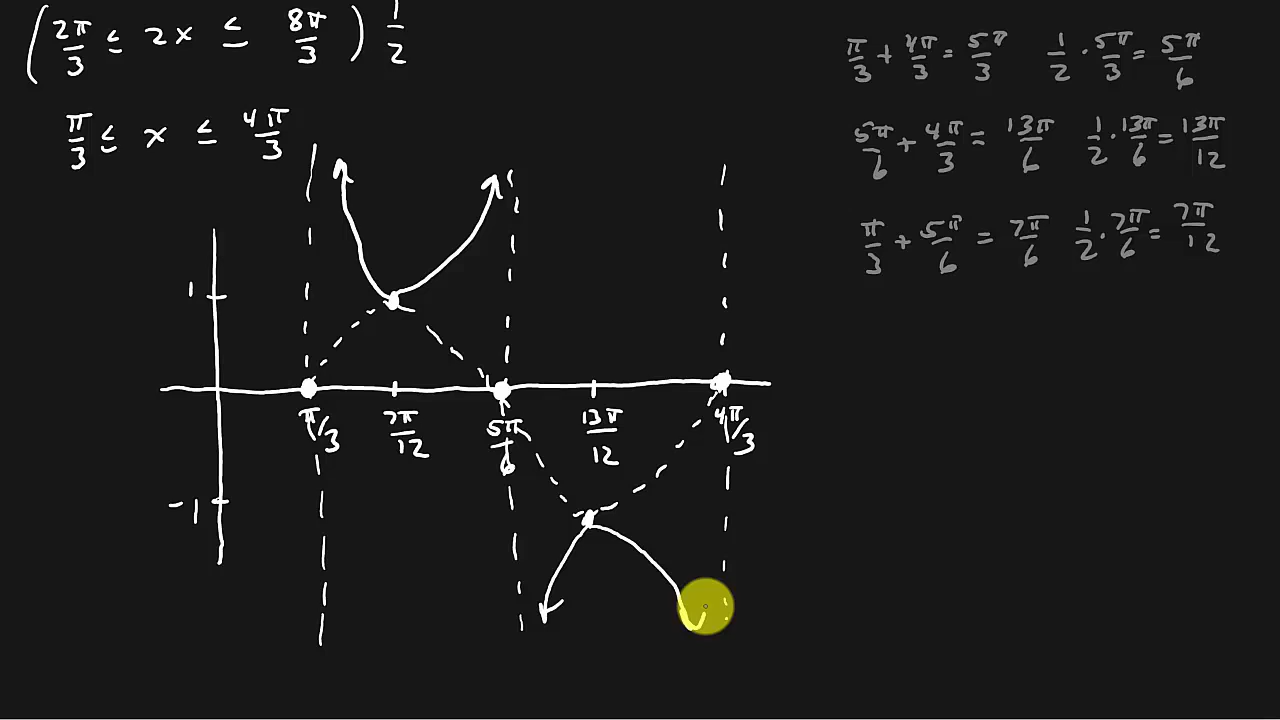 (2π/3 ≤ 2x ≤ 8π/3) 1/2
π/3 ≤ x ≤ 4π/3
π/3 + 4π/3 = 5π/3 1/2 · 5π/3 = 5π/6
5π/6 + 4π/3 = 13π/6 1/2 · 13π/6 = 13π/12
π/3 + 5π/6 = 7π/6 1/2 · 7π/6 = 7π/12
1
π/3 7π/12 5π/6 13π/12 4π/3
-1